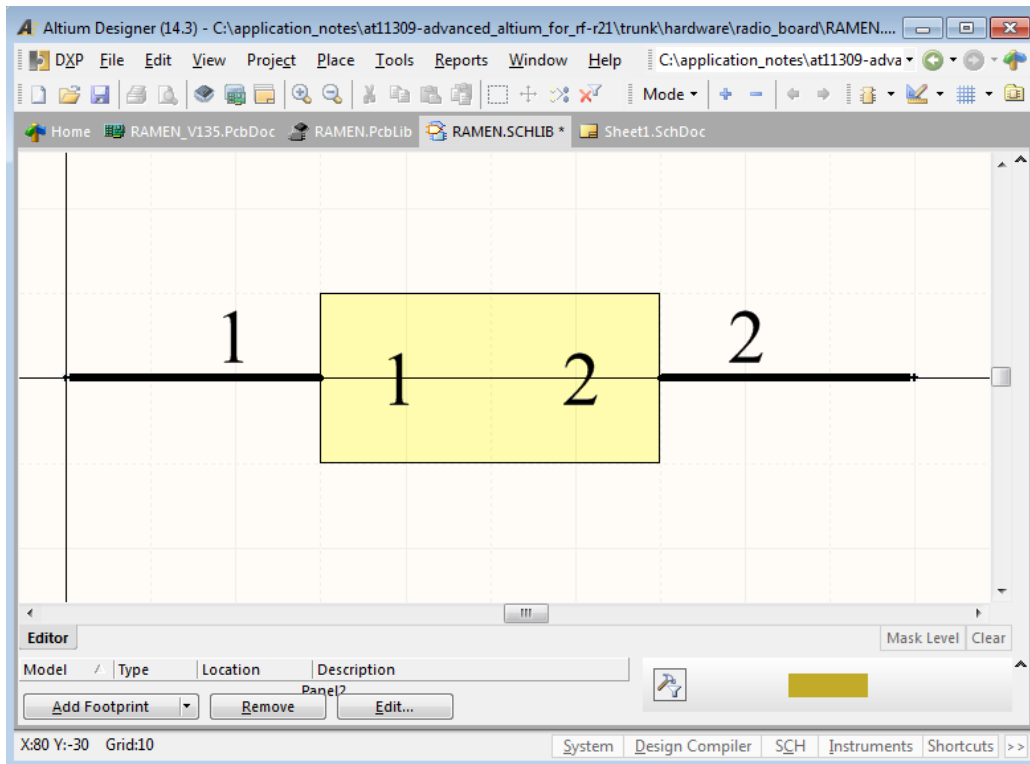 Altium Designer (14.3) - C:\application_notes\at11309-advanced_altium_for_rf-r21\trunk\hardware\radio_board\RAMEN....
DXP File Edit View Project Place Tools Reports Window Help C:\application_notes\at11309-adva
Mode
Home RAMEN_V135.PcbDoc RAMEN.PcbLib RAMEN.SCHLIB * Sheet1.SchDoc
1 2
1 2
Editor Mask Level Clear
Model Type Location Description
Panel2
Add Footprint Remove Edit...
X:80 Y:-30 Grid:10 System Design Compiler SCH Instruments Shortcuts >>